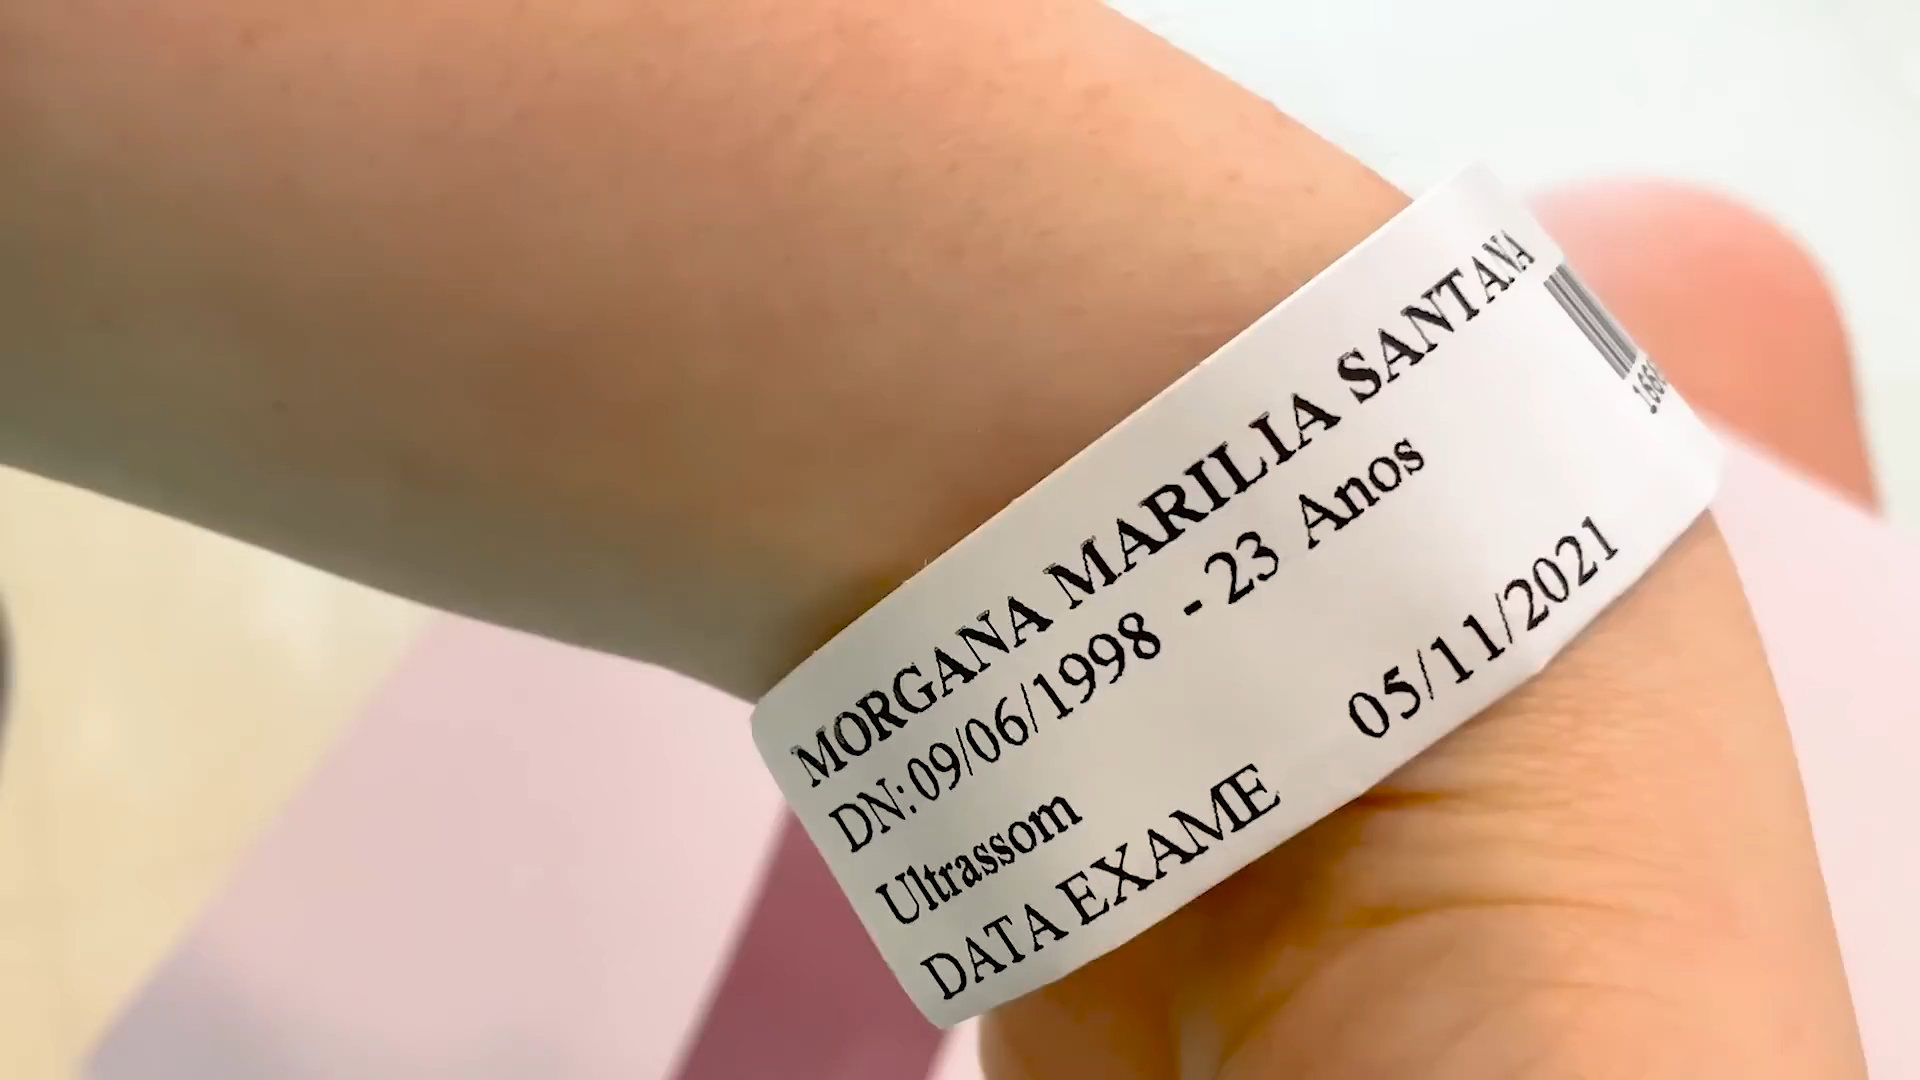 MORGANA MARILIA SANTANA
DN:09/06/1998 - 23 Anos
Ultrassom
DATA EXAME 05/11/2021